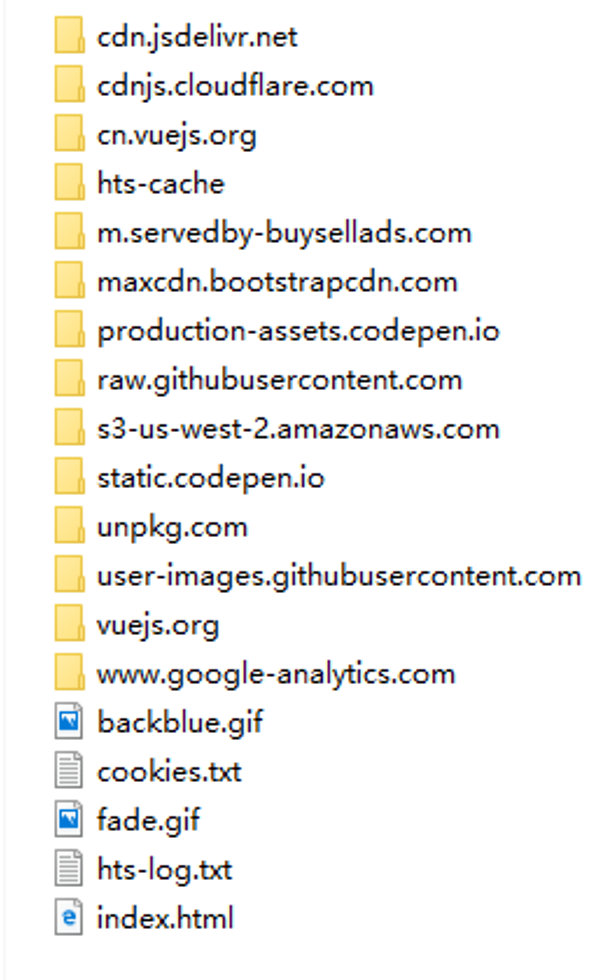 cdn.jsdelivr.net
cdnjs.cloudflare.com
cn.vuejs.org
hts-cache
m.servedby-buysellads.com
maxcdn.bootstrapcdn.com
production-assets.codepen.io
raw.githubusercontent.com
s3-us-west-2.amazonaws.com
static.codepen.io
unpkg.com
user-images.githubusercontent.com
vuejs.org
www.google-analytics.com
backblue.gif
cookies.txt
fade.gif
hts-log.txt
index.html